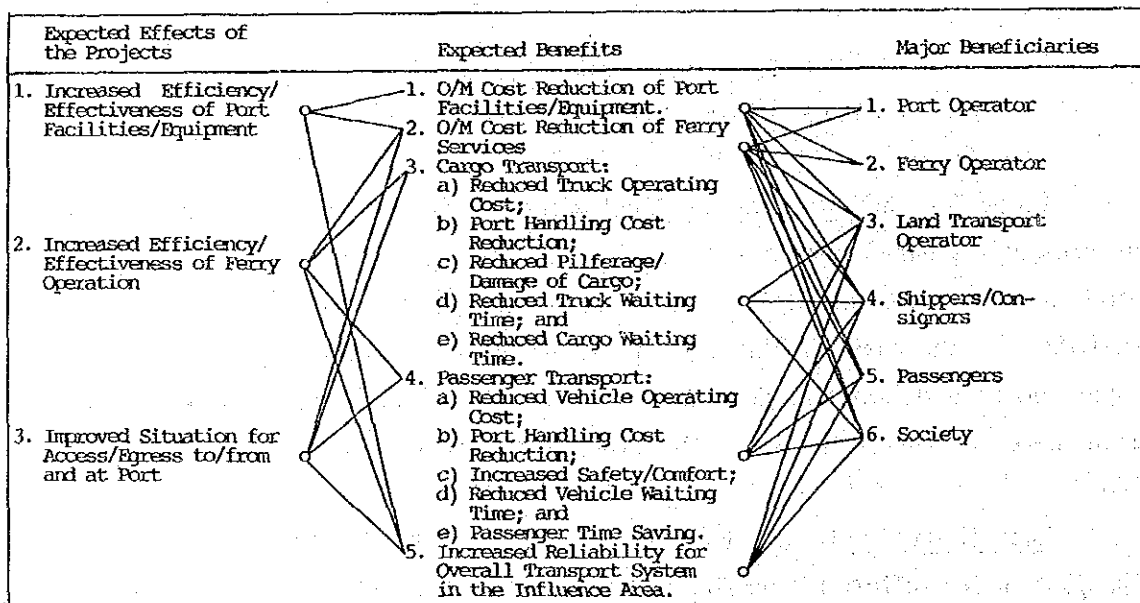 Expected Effects of
the Projects
Expected Benefits
Major Beneficiaries
1. Increased Efficiency/
Effectiveness of Port
Facilities/Equipment
2. Increased Efficiency/
Effectiveness of Ferry
Operation
3. Improved Situation for
Access/Egress to/from
and at Port
1. O/M Cost Reduction of Port
Facilities/Equipment.
2. O/M Cost Reduction of Ferry
Services
3. Cargo Transport:
a) Reduced Truck Operating
Cost;
b) Port Handling Cost
Reduction;
c) Reduced Pilferage/
Damage of Cargo;
d) Reduced Truck Waiting
Time; and
e) Reduced Cargo Waiting
Time.
4. Passenger Transport:
a) Reduced Vehicle Operating
Cost;
b) Port Handling Cost
Reduction;
c) Increased Safety/Comfort;
d) Reduced Vehicle Waiting
Time; and
e) Passenger Time Saving.
5. Increased Reliability for
Overall Transport System
in the Influence Area.
1. Port Operator
2. Ferry Operator
3. Land Transport
Operator
4. Shippers/Con-
signors
5. Passengers
6. Society